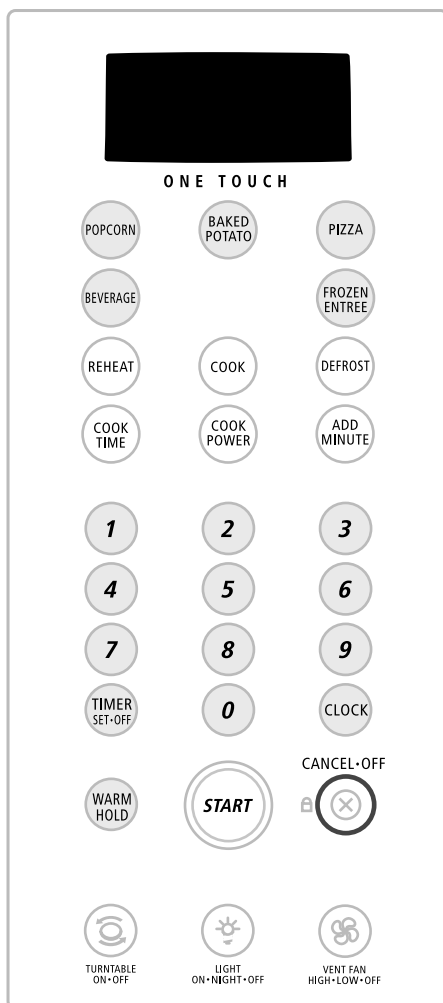 ONE TOUCH
POPCORN
BAKED
POTATO
PIZZA
BEVERAGE
FROZEN
ENTREE
REHEAT
COOK
DEFROST
COOK
TIME
COOK
POWER
ADD
MINUTE
1
2
3
4
5
6
7
8
9
TIMER
SET•OFF
0
CLOCK
CANCEL•OFF
WARM
HOLD
START
TURNTABLE
ON•OFF
LIGHT
ON•NIGHT•OFF
VENT FAN
HIGH•LOW•OFF